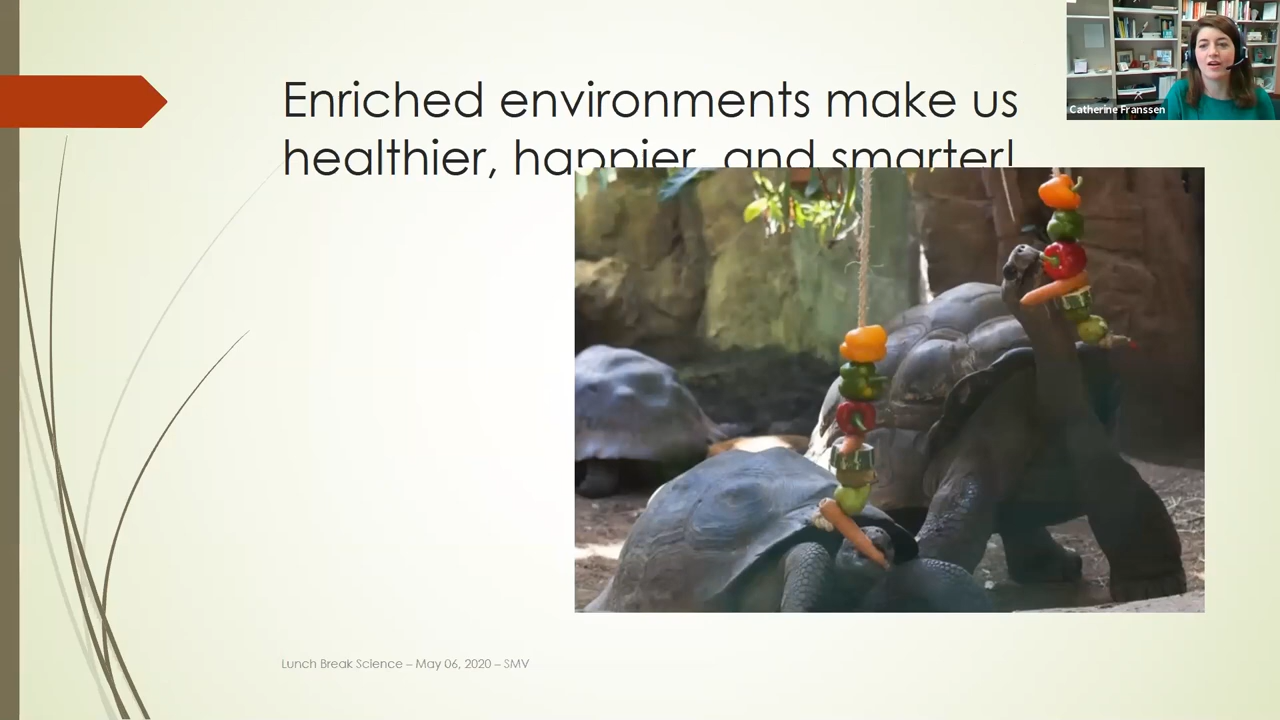 Enriched environments make us
healthier, happier, and smarter!
Catherine Franssen
Lunch Break Science – May 06, 2020 – SMV